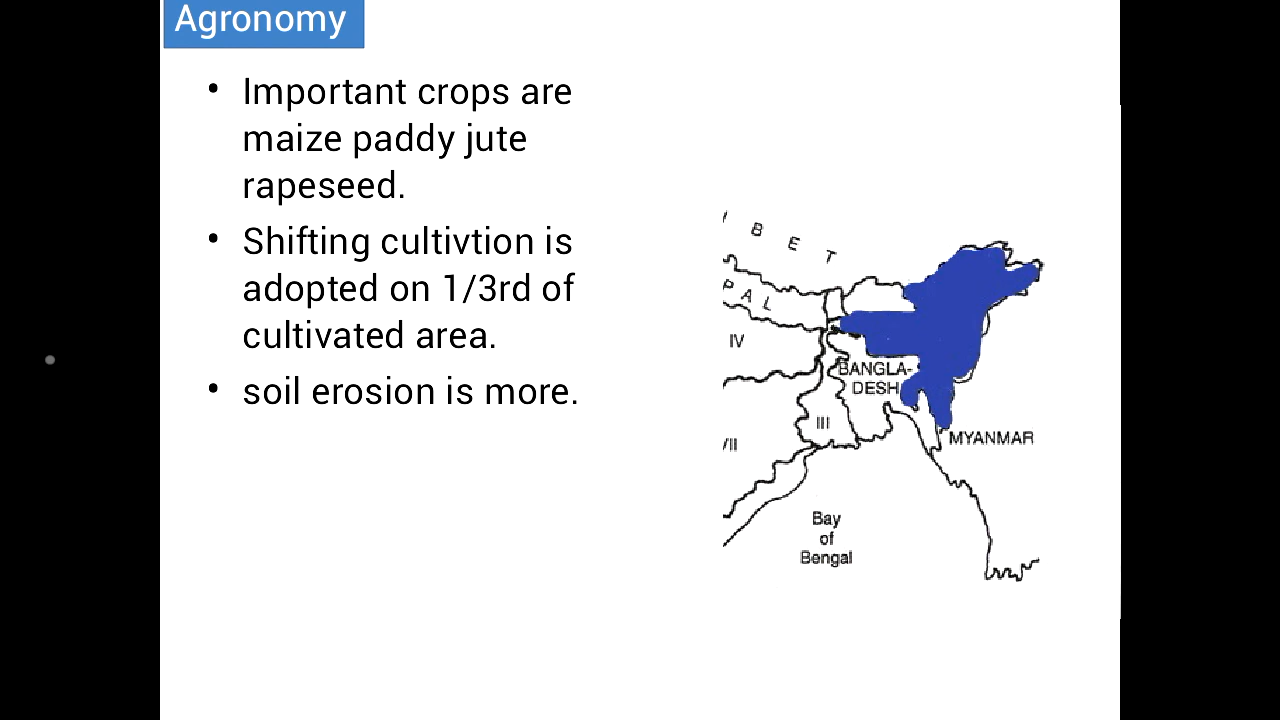 Agronomy
• Important crops are
maize paddy jute
rapeseed.
• Shifting cultivtion is
adopted on 1/3rd of
cultivated area.
• soil erosion is more.
B E T
PAL
IV
BANGLA-
DESH
III
VII
MYANMAR
Bay
of
Bengal